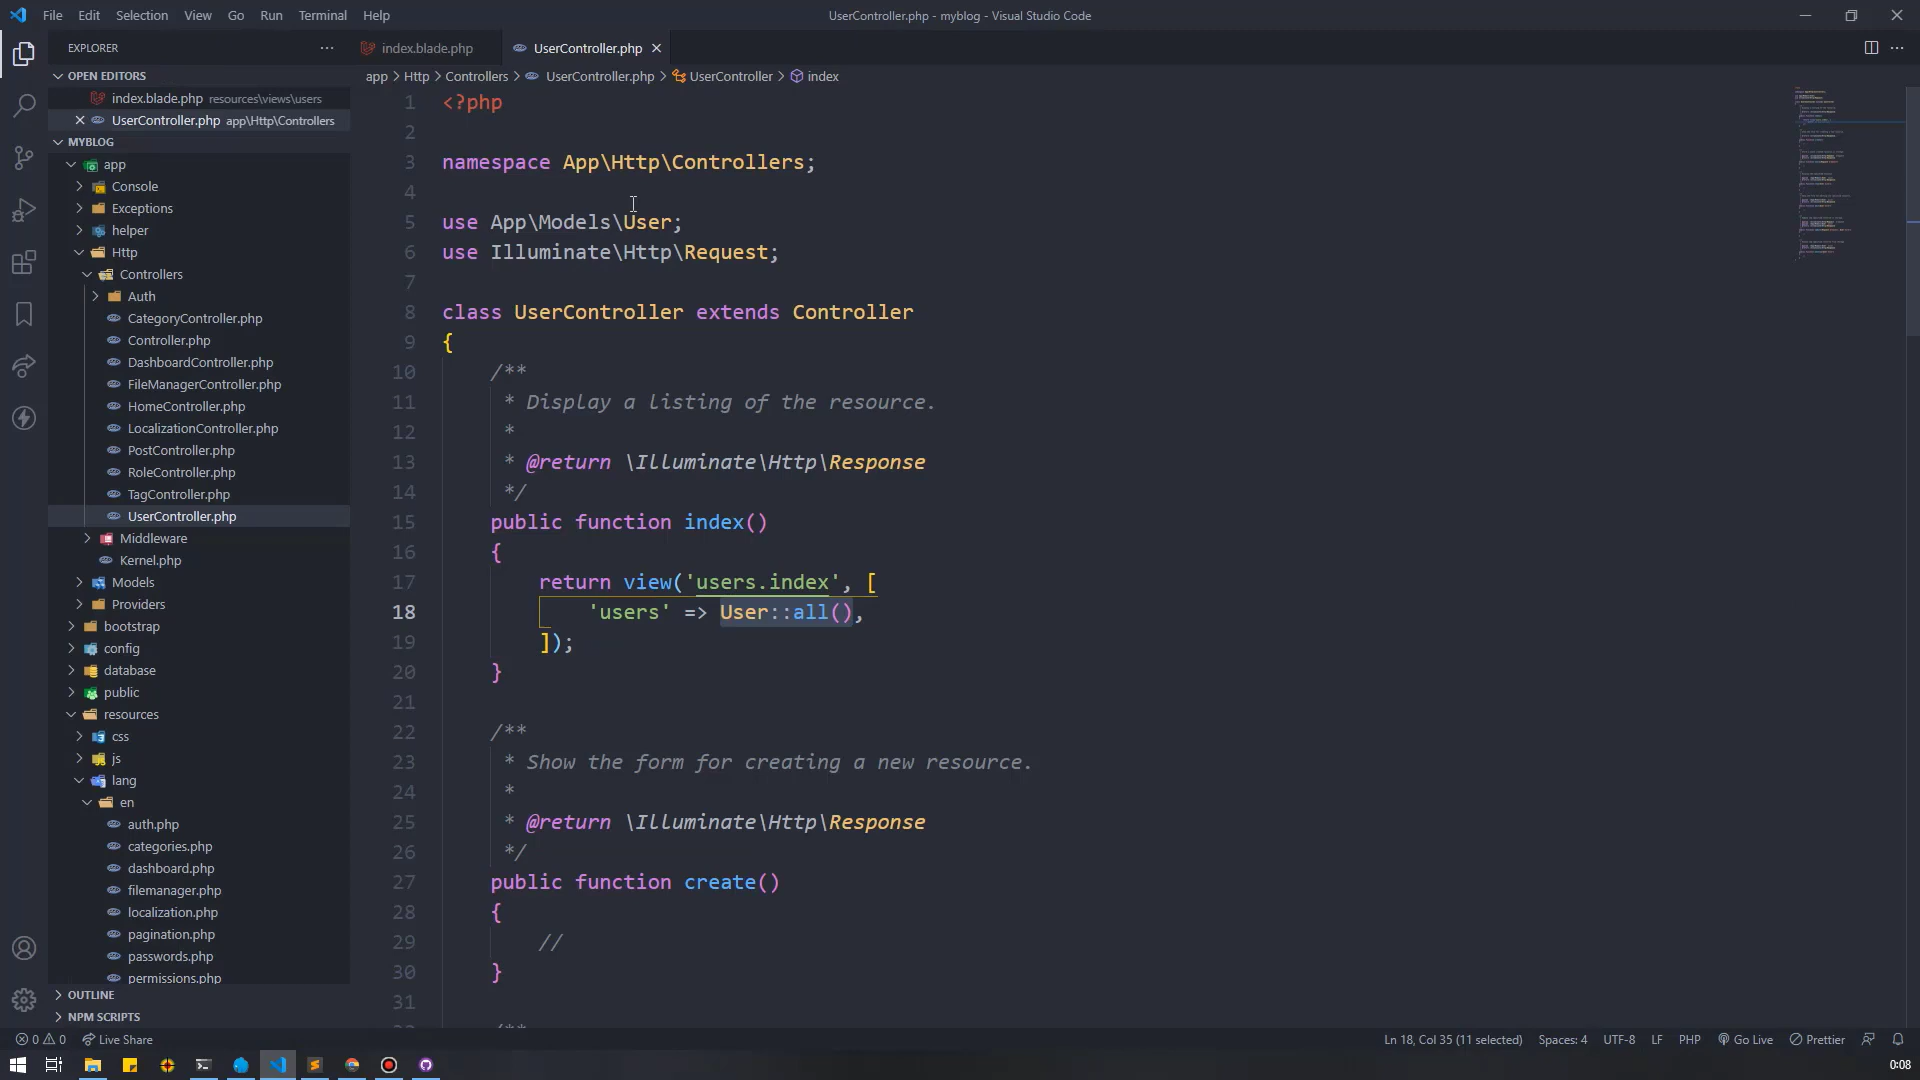 File Edit Selection View Go Run Terminal Help
UserController.php - myblog - Visual Studio Code
EXPLORER
index.blade.php
UserController.php
OPEN EDITORS
index.blade.php resources\views\users
UserController.php app\Http\Controllers
MYBLOG
app
Console
Exceptions
helper
Http
Controllers
Auth
CategoryController.php
Controller.php
DashboardController.php
FileManagerController.php
HomeController.php
LocalizationController.php
PostController.php
RoleController.php
TagController.php
UserController.php
Middleware
Kernel.php
Models
Providers
bootstrap
config
database
public
resources
css
js
lang
en
auth.php
categories.php
dashboard.php
filemanager.php
localization.php
pagination.php
passwords.php
permissions.php
OUTLINE
NPM SCRIPTS
app > Http > Controllers > UserController.php > UserController > index
1 <?php
2
3 namespace App\Http\Controllers;
4
5 use App\Models\User;
6 use Illuminate\Http\Request;
7
8 class UserController extends Controller
9 {
10 /**
11 * Display a listing of the resource.
12 *
13 * @return \Illuminate\Http\Response
14 */
15 public function index()
16 {
17 return view('users.index', [
18 'users' => User::all(),
19 ]);
20 }
21
22 /**
23 * Show the form for creating a new resource.
24 *
25 * @return \Illuminate\Http\Response
26 */
27 public function create()
28 {
29 //
30 }
31
0 0 Live Share
Ln 18, Col 35 (11 selected) Spaces: 4 UTF-8 LF PHP Go Live Prettier
0:08